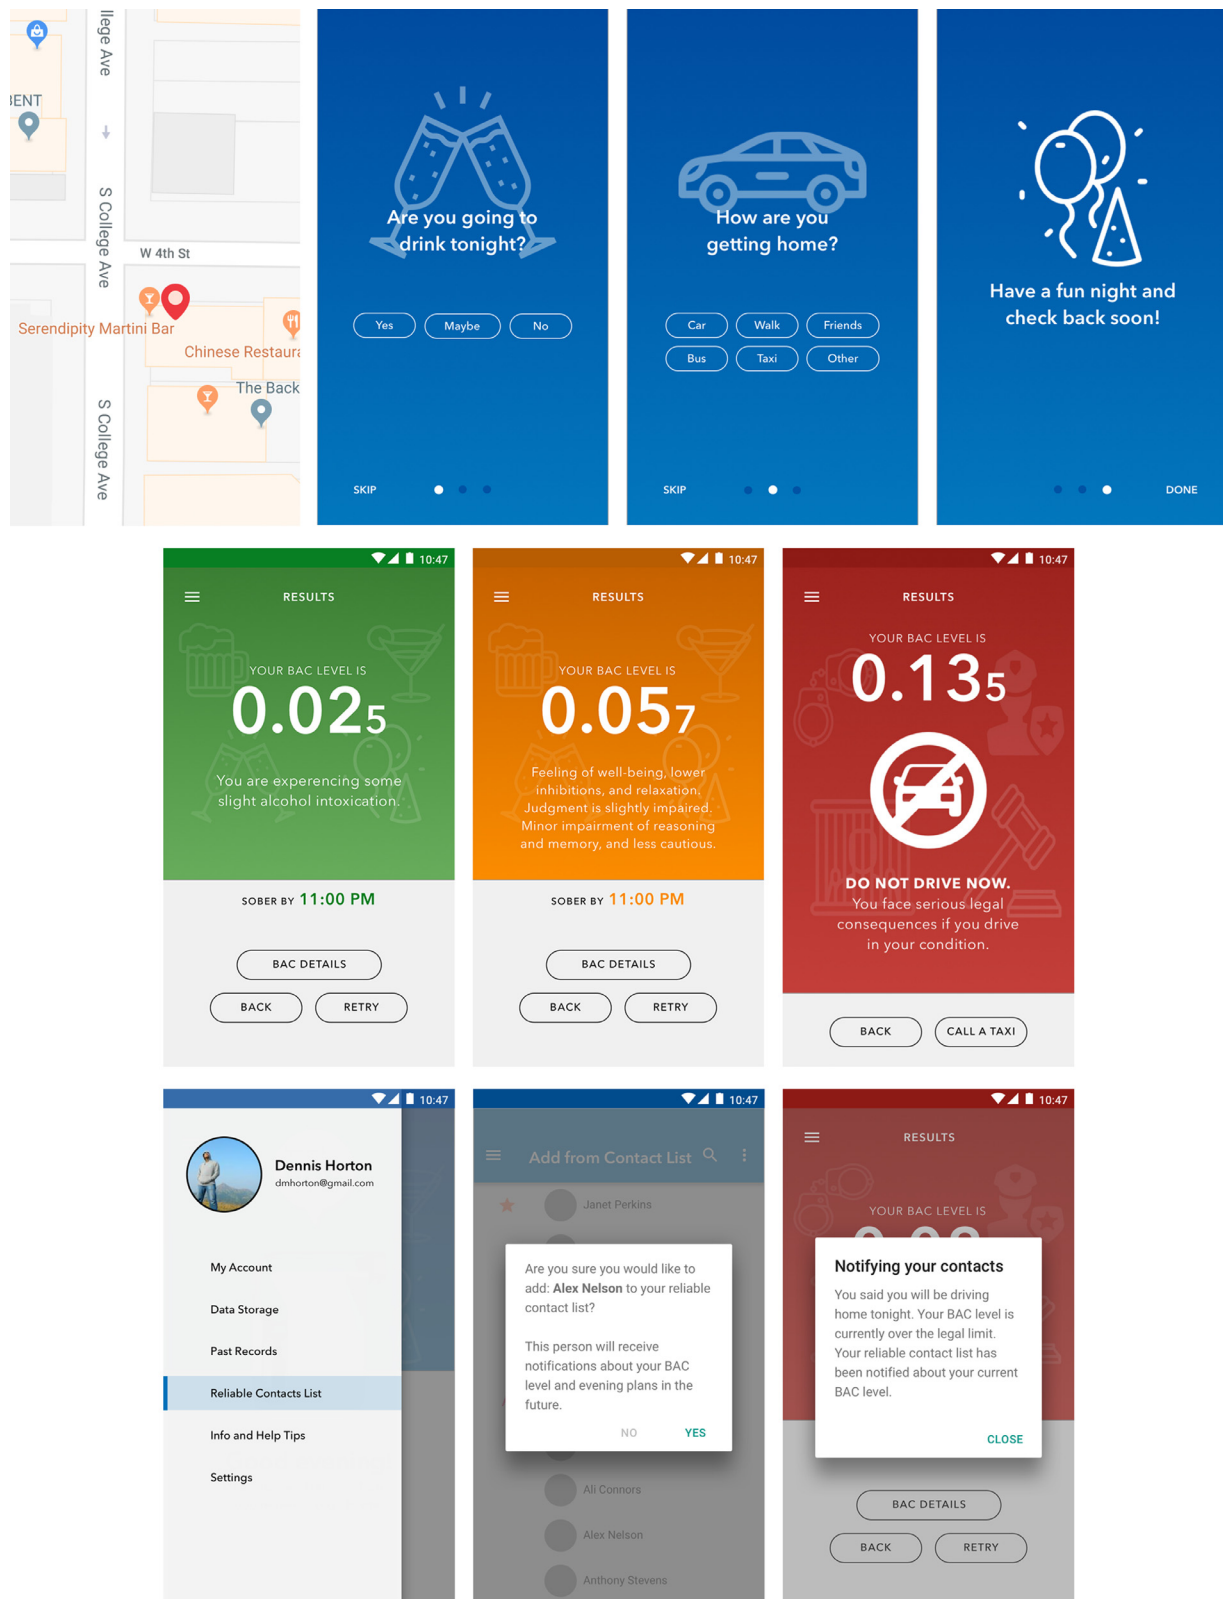 llege Ave
BENT
S College Ave
W 4th St
Serendipity Martini Bar
Chinese Restaura
The Back
S College Ave
Are you going to
drink tonight?
Yes
Maybe
No
SKIP
How are you
getting home?
Car
Walk
Friends
Bus
Taxi
Other
SKIP
Have a fun night and
check back soon!
DONE
10:47
RESULTS
YOUR BAC LEVEL IS
0.025
You are experencing some
slight alcohol intoxication.
SOBER BY 11:00 PM
BAC DETAILS
BACK
RETRY
10:47
RESULTS
YOUR BAC LEVEL IS
0.057
Feeling of well-being, lower
inhibitions, and relaxation.
Judgment is slightly impaired.
Minor impairment of reasoning
and memory, and less cautious.
SOBER BY 11:00 PM
BAC DETAILS
BACK
RETRY
10:47
RESULTS
YOUR BAC LEVEL IS
0.135
DO NOT DRIVE NOW.
You face serious legal
consequences if you drive
in your condition.
BACK
CALL A TAXI
10:47
Dennis Horton
dmhorton@gmail.com
My Account
Data Storage
Past Records
Reliable Contacts List
Info and Help Tips
Settings
10:47
Add from Contact List
Janet Perkins
Are you sure you would like to
add: Alex Nelson to your reliable
contact list?
This person will receive
notifications about your BAC
level and evening plans in the
future.
NO
YES
Ali Connors
Alex Nelson
Anthony Stevens
10:47
RESULTS
YOUR BAC LEVEL IS
Notifying your contacts
You said you will be driving
home tonight. Your BAC level is
currently over the legal limit.
Your reliable contact list has
been notified about your current
BAC level.
CLOSE
BAC DETAILS
BACK
RETRY